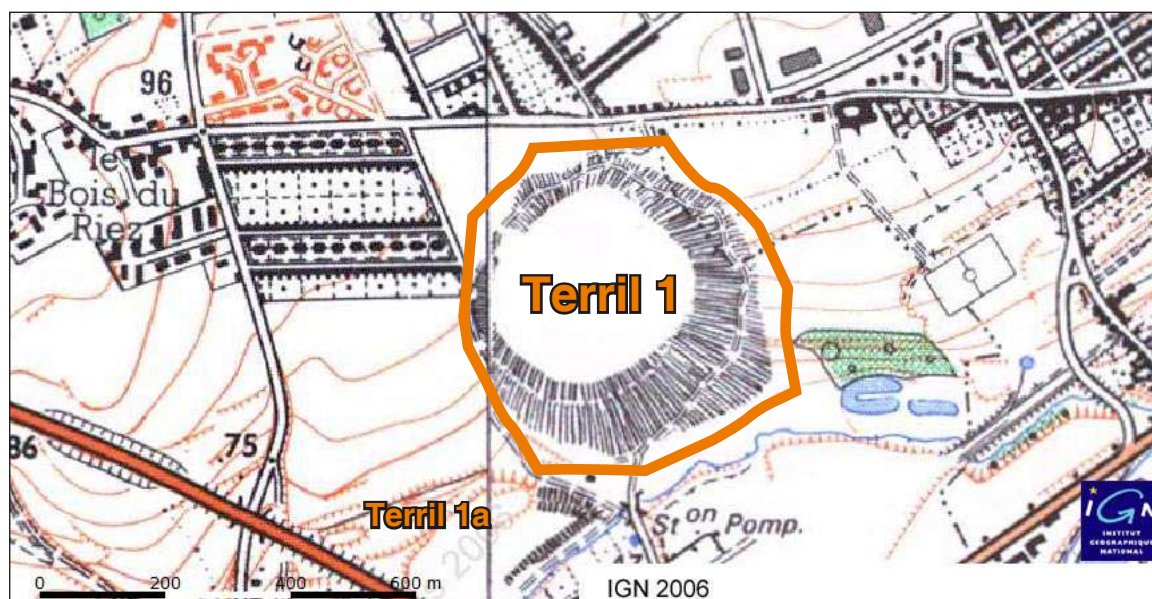 96
le
Bois du
Riez
Terril 1
86
75
Terril 1a
St on Pomp.
IGN
INSTITUT
GEOGRAPHIQUE
NATIONAL
0 200 400 600 m
IGN 2006